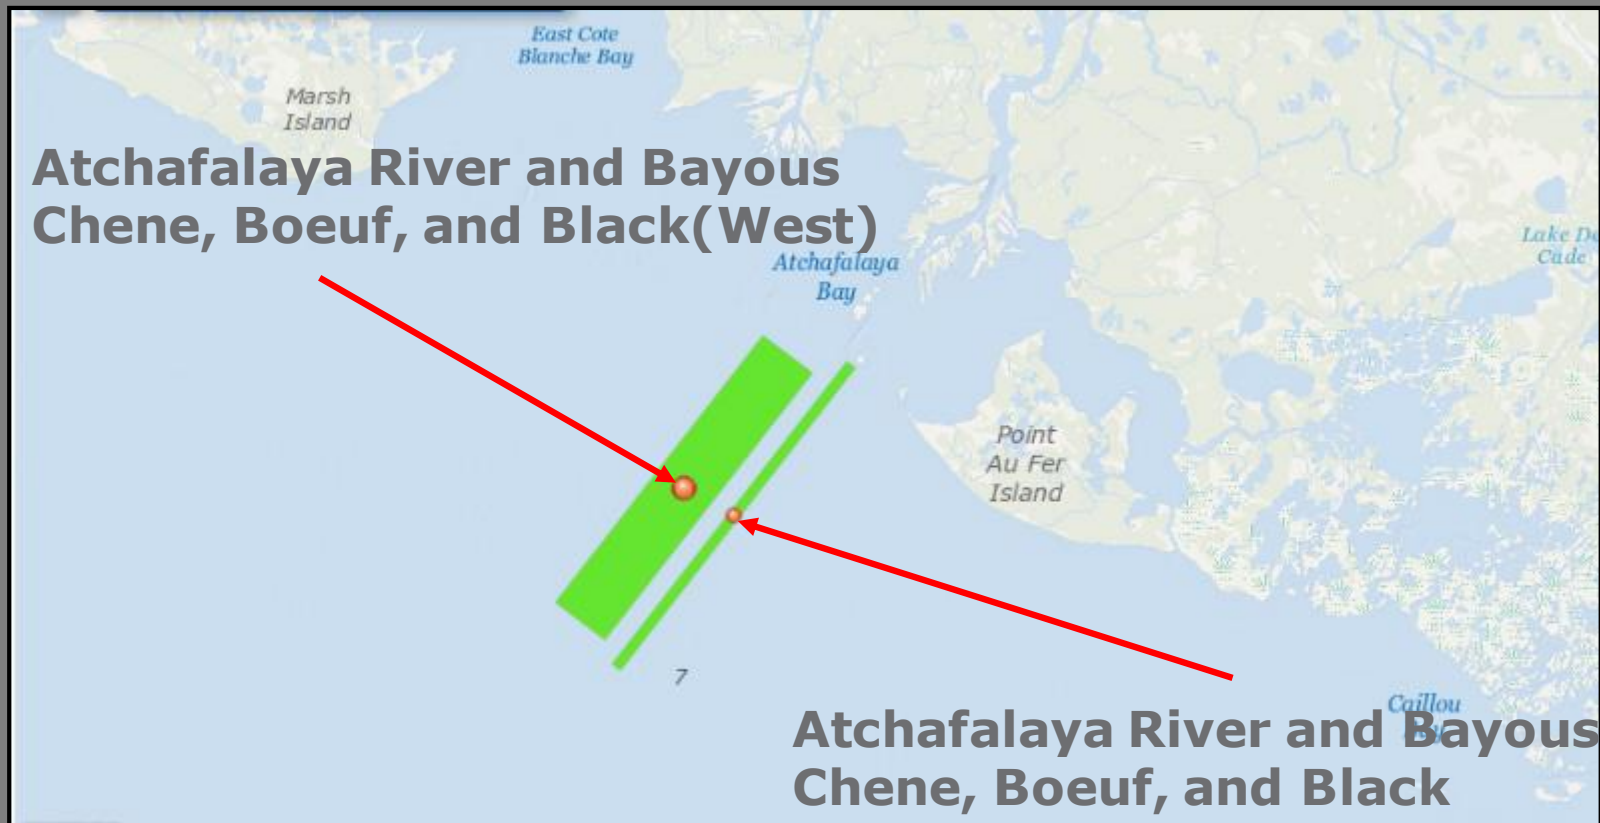 East Cote
Blanche Bay
Marsh
Island
Atchafalaya River and Bayous
Chene, Boeuf, and Black(West)
Atchafalaya
Bay
Lake De
Cade
Point
Au Fer
Island
7
Caillou
Bay
Atchafalaya River and Bayous
Chene, Boeuf, and Black